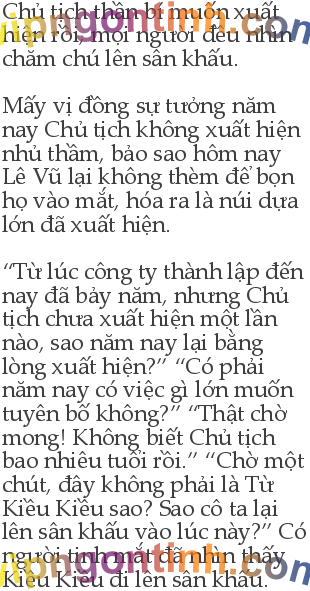 Chủ tịch thần bí muốn xuất
hiện rồi, mọi người đều nhìn
vipngontinh.com
chăm chú lên sân khấu.
Mấy vị đồng sự tưởng năm
nay Chủ tịch không xuất hiện
nhủ thầm, bảo sao hôm nay
Lê Vũ lại không thèm để bọn
họ vào mắt, hóa ra là núi dựa
lớn đã xuất hiện.
“Từ lúc công ty thành lập đến
nay đã bảy năm, nhưng Chủ
tịch chưa xuất hiện một lần
nào, sao năm nay lại bằng
lòng xuất hiện?” “Có phải
năm nay có việc gì lớn muốn
tuyên bố không?” “Thật chờ
mong! Không biết Chủ tịch
bao nhiêu tuổi rồi.” “Chờ một
chút, đây không phải là Từ
Kiều Kiều sao? Sao cô ta lại
lên sân khấu vào lúc này?” Có
người tinh mắt đã nhìn thấy
vipngontinh.com
Kiều Kiều đi lên sân khấu.